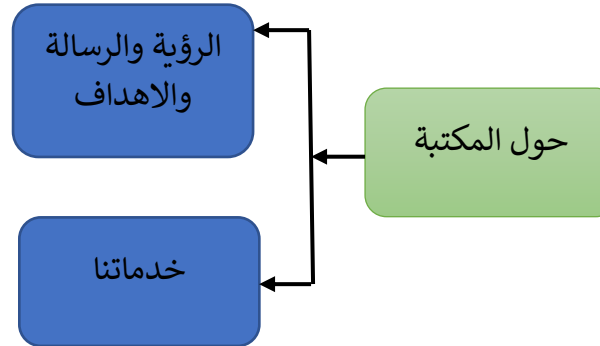 حول المكتبة
الرؤية والرسالة
والاهداف
خدماتنا